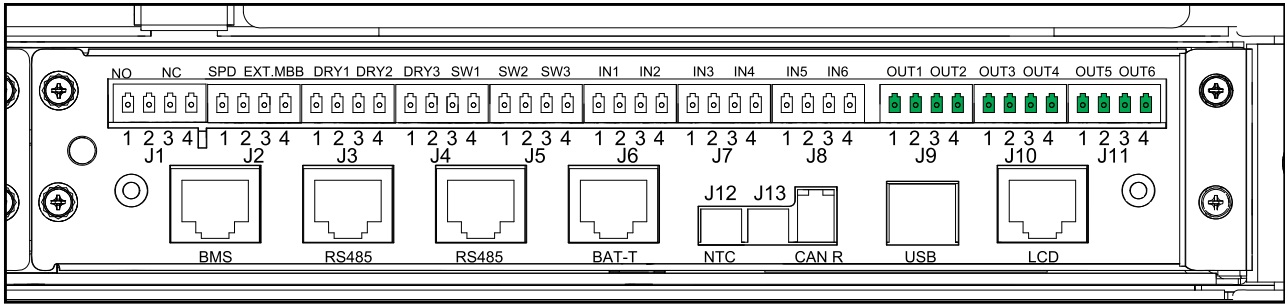 NO NC SPD EXT.MBB DRY1 DRY2 DRY3 SW1 SW2 SW3 IN1 IN2 IN3 IN4 IN5 IN6 OUT1 OUT2 OUT3 OUT4 OUT5 OUT6
1 2 3 4 1 2 3 4 1 2 3 4 1 2 3 4 1 2 3 4 1 2 3 4 1 2 3 4 1 2 3 4 1 2 3 4 1 2 3 4 1 2 3 4
J1 J2 J3 J4 J5 J6 J7 J8 J9 J10 J11
J12 J13
BMS RS485 RS485 BAT-T NTC CAN R USB LCD